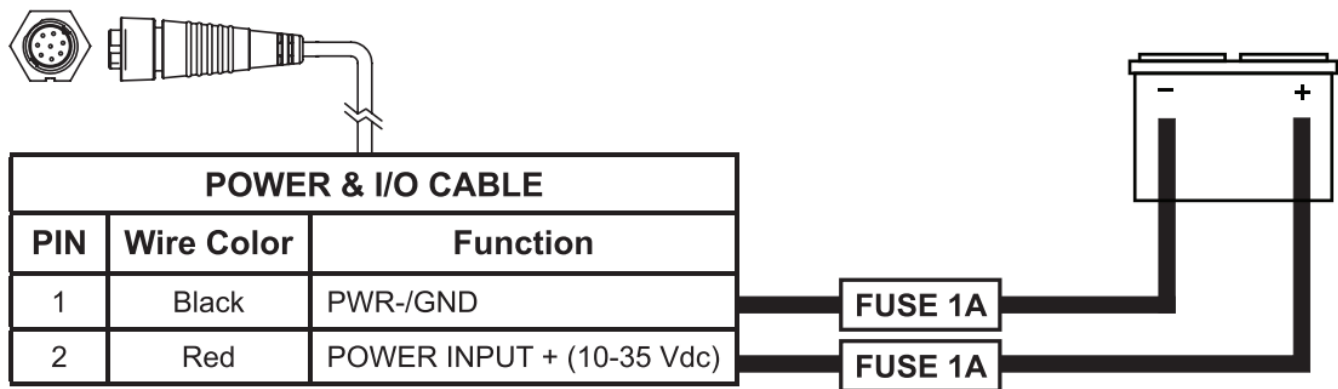 - +
POWER & I/O CABLE
PIN Wire Color Function
1 Black PWR-/GND FUSE 1A
2 Red POWER INPUT + (10-35 Vdc) FUSE 1A